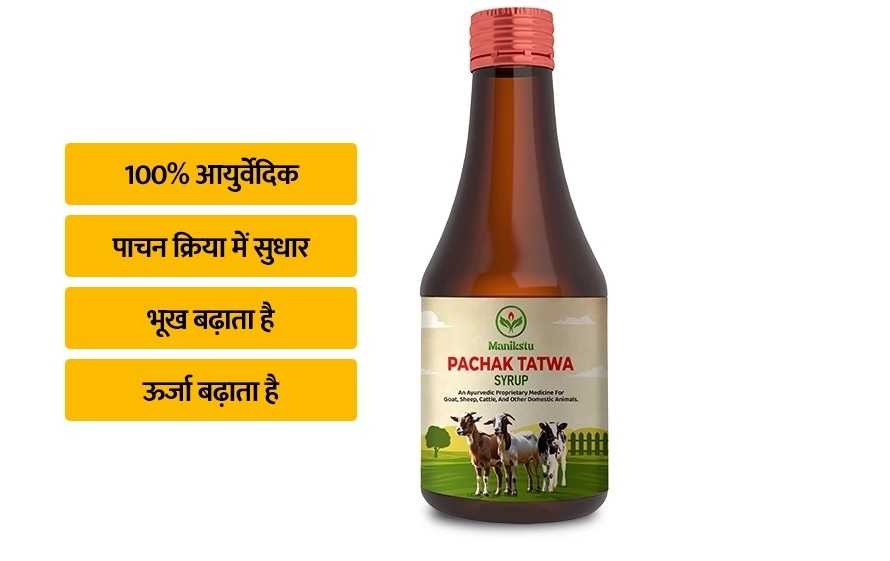 100% आयुर्वेदिक
पाचन क्रिया में सुधार
भूख बढ़ाता है
ऊर्जा बढ़ाता है
Manikstu
PACHAK TATWA
SYRUP
An Ayurvedic Proprietary Medicine For
Goat, Sheep, Cattle, And Other Domestic Animals.